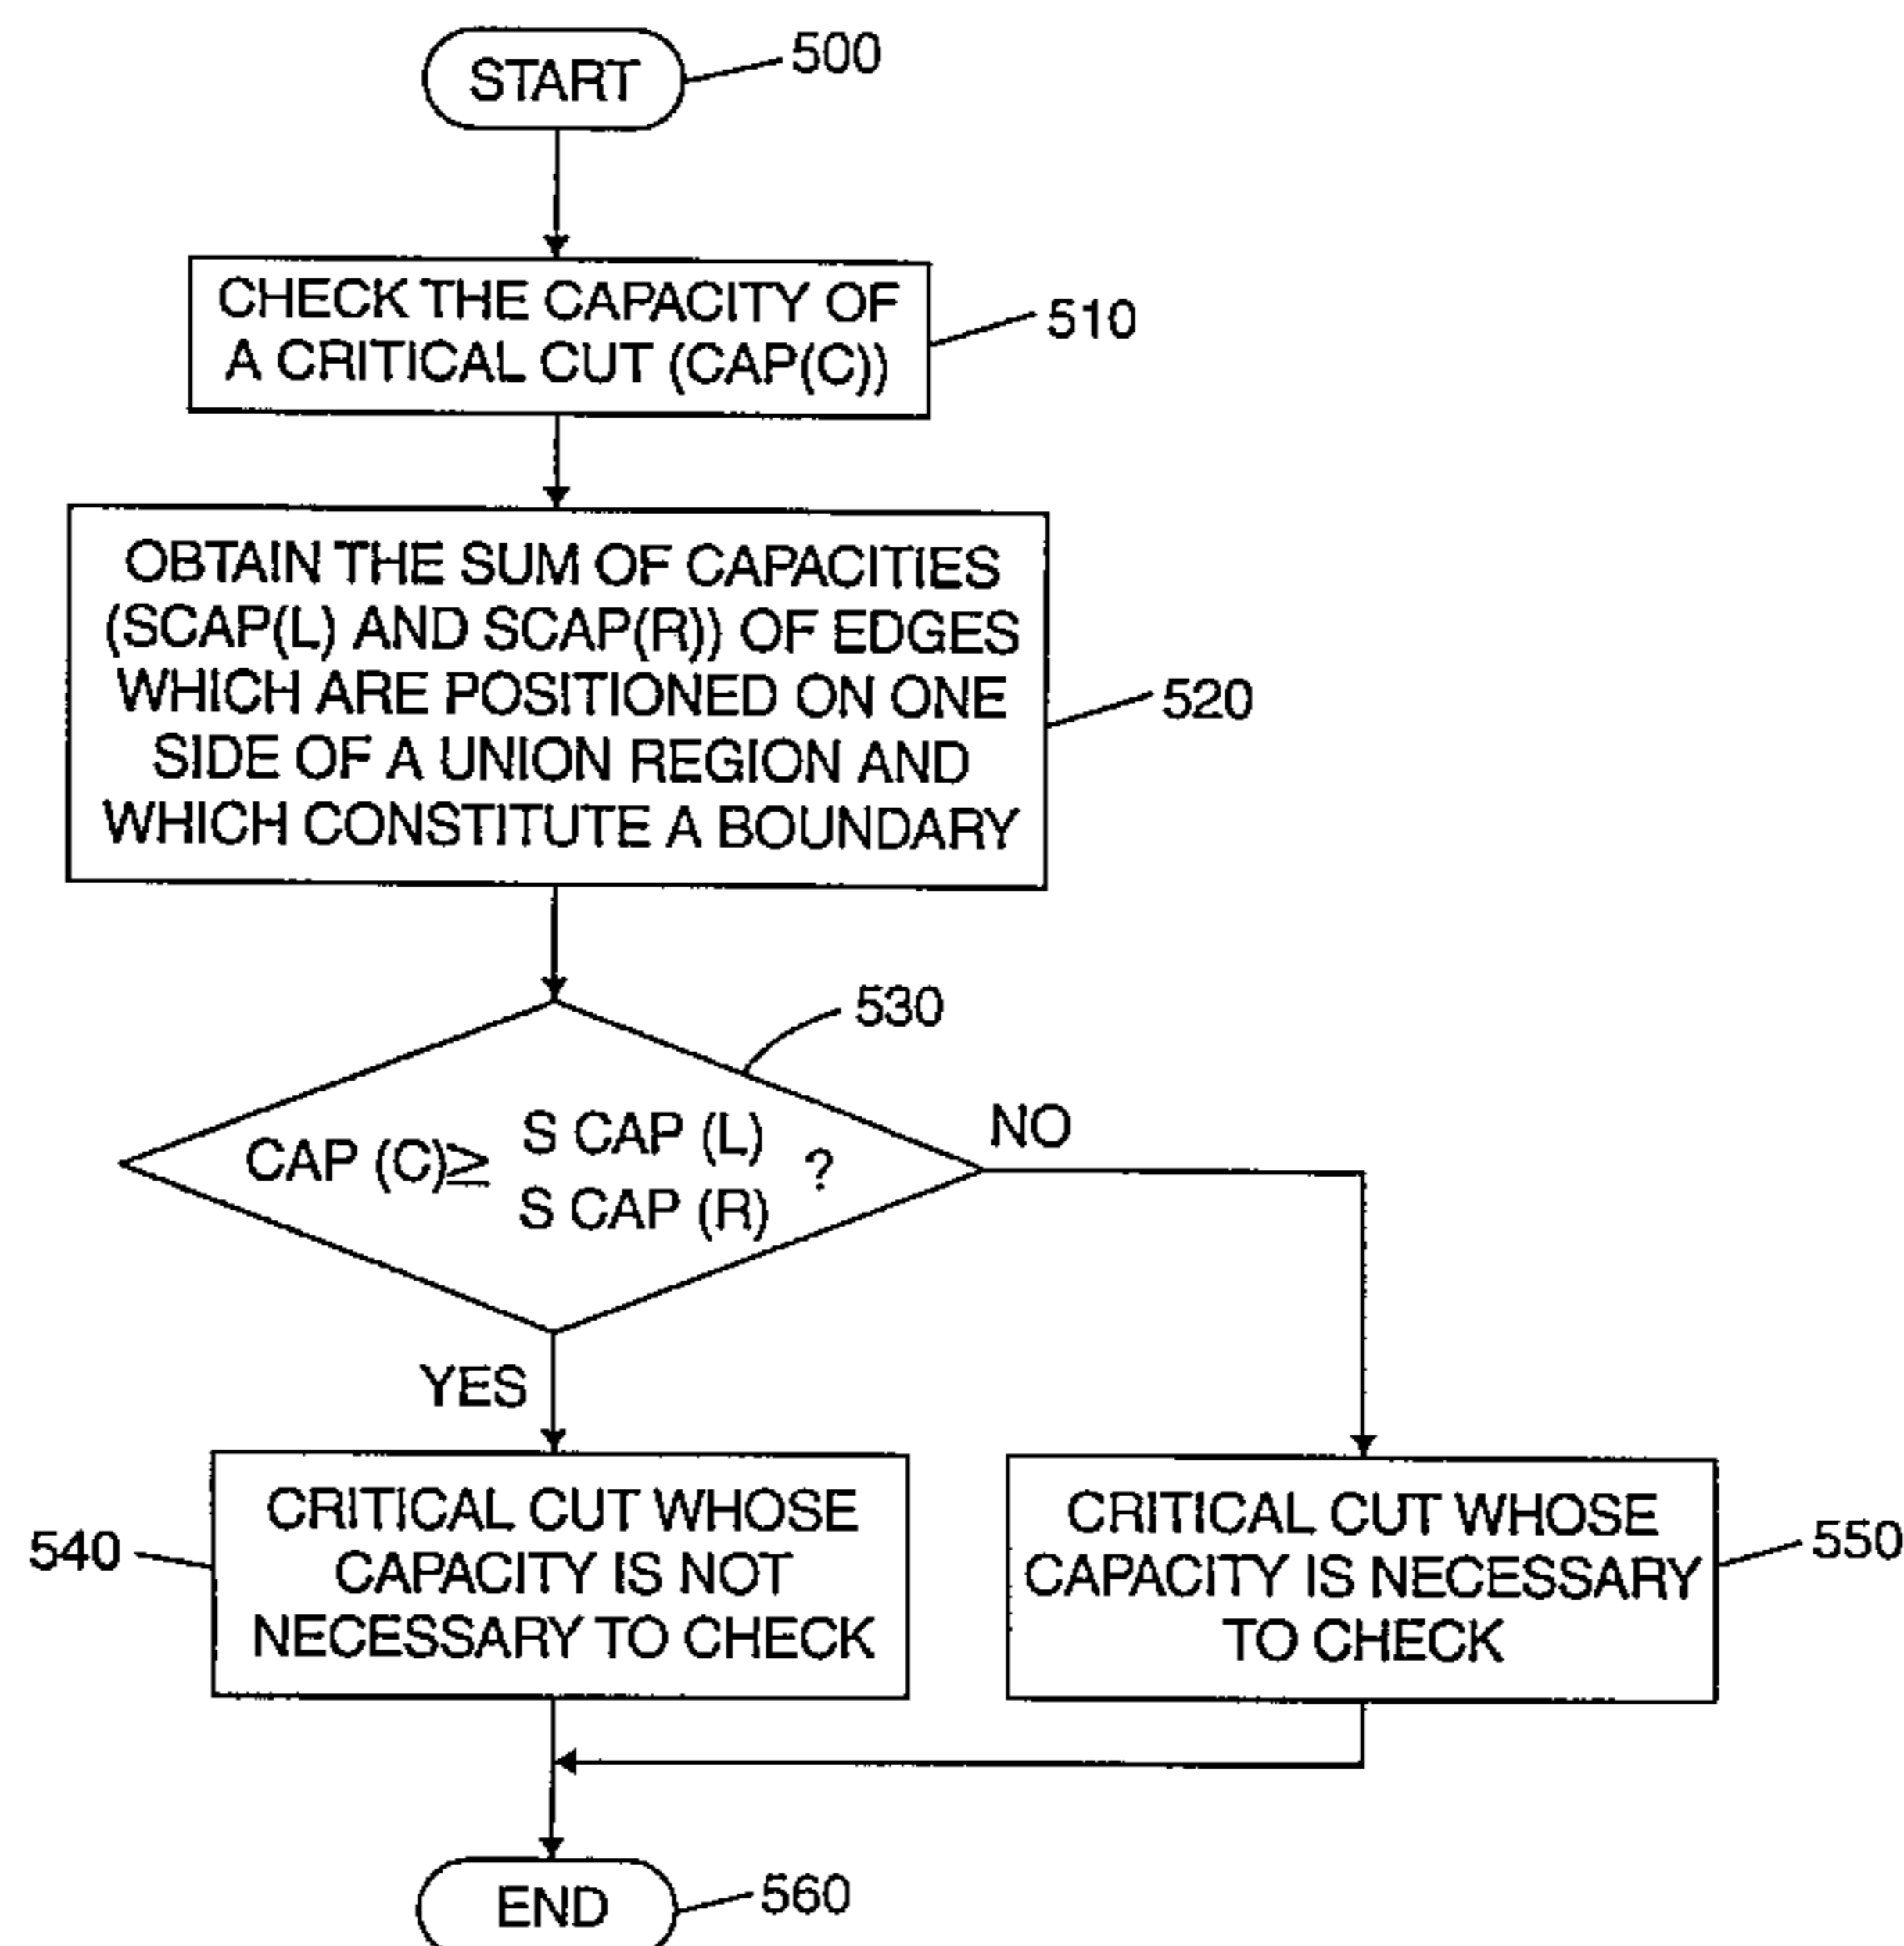 START
500
CHECK THE CAPACITY OF
A CRITICAL CUT (CAP(C))
510
OBTAIN THE SUM OF CAPACITIES
(SCAP(L) AND SCAP(R)) OF EDGES
WHICH ARE POSITIONED ON ONE
SIDE OF A UNION REGION AND
WHICH CONSTITUTE A BOUNDARY
520
530
CAP (C)≥
S CAP (L)
S CAP (R)
?
NO
YES
CRITICAL CUT WHOSE
CAPACITY IS NOT
NECESSARY TO CHECK
540
CRITICAL CUT WHOSE
CAPACITY IS NECESSARY
TO CHECK
550
END
560